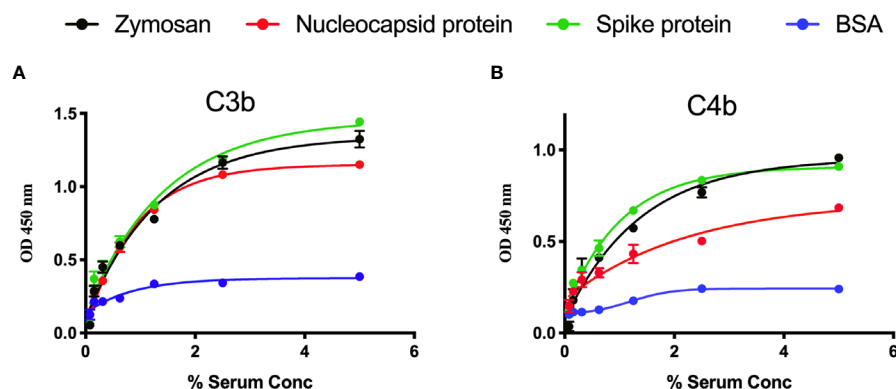 Zymosan Nucleocapsid protein Spike protein BSA
A
C3b
OD 450 nm
1.5
1.0
0.5
0.0
0 2 4 6
% Serum Conc
B
C4b
OD 450 nm
1.0
0.5
0.0
0 2 4 6
% Serum Conc